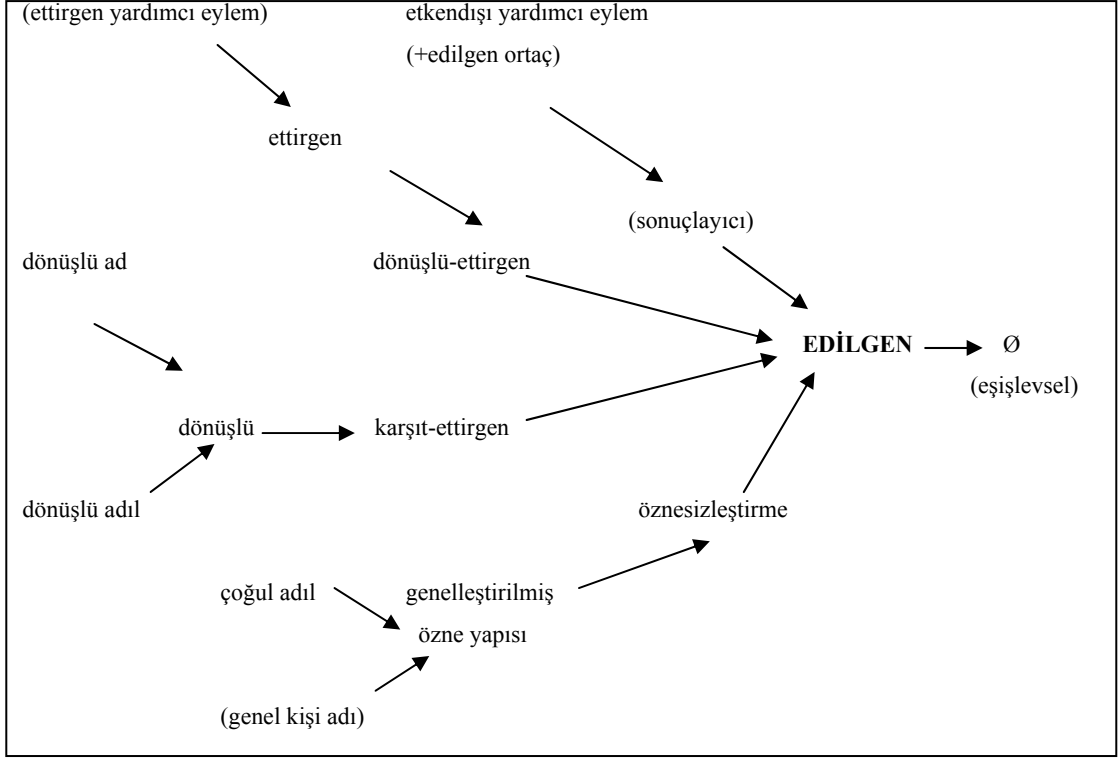 (ettirgen yardımcı eylem)
etkendışı yardımcı eylem
(+edilgen ortaç)
ettirgen
(sonuçlayıcı)
dönüşlü ad
dönüşlü-ettirgen
EDİLGEN
Ø
(eşişlevsel)
dönüşlü
karşıt-ettirgen
dönüşlü adıl
öznesizleştirme
çoğul adıl
genelleştirilmiş
özne yapısı
(genel kişi adı)